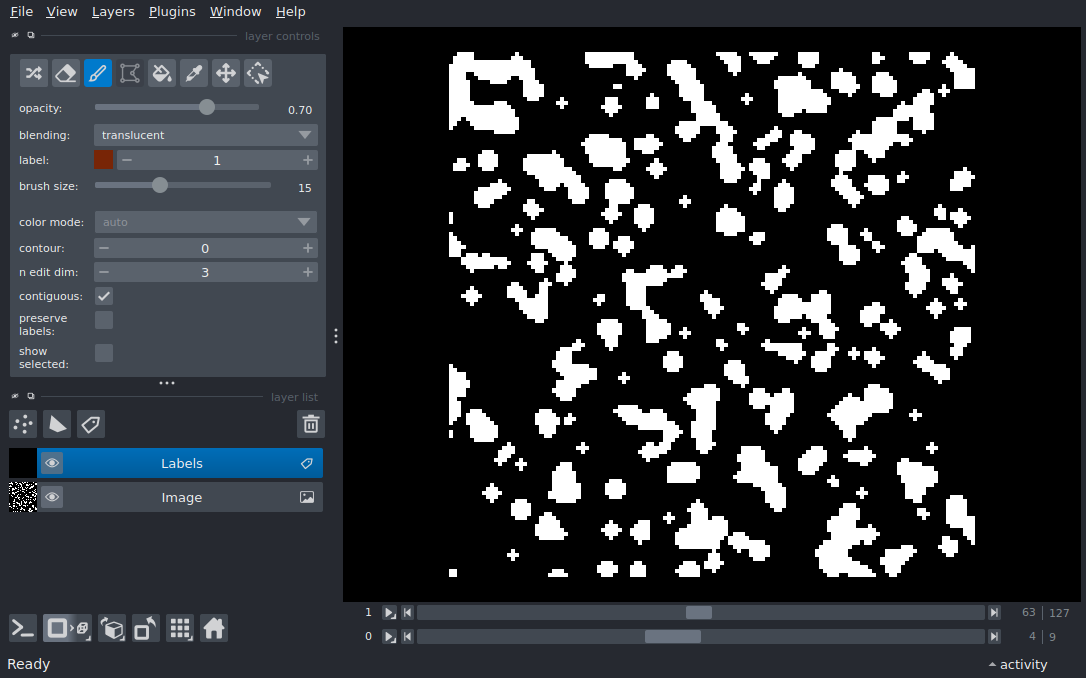 File View Layers Plugins Window Help
layer controls
opacity: 0.70
blending: translucent
label: 1
brush size: 15
color mode: auto
contour: 0
n edit dim: 3
contiguous:
preserve
labels:
show
selected:
layer list
Labels
Image
1 63 127
0 4 9
Ready activity